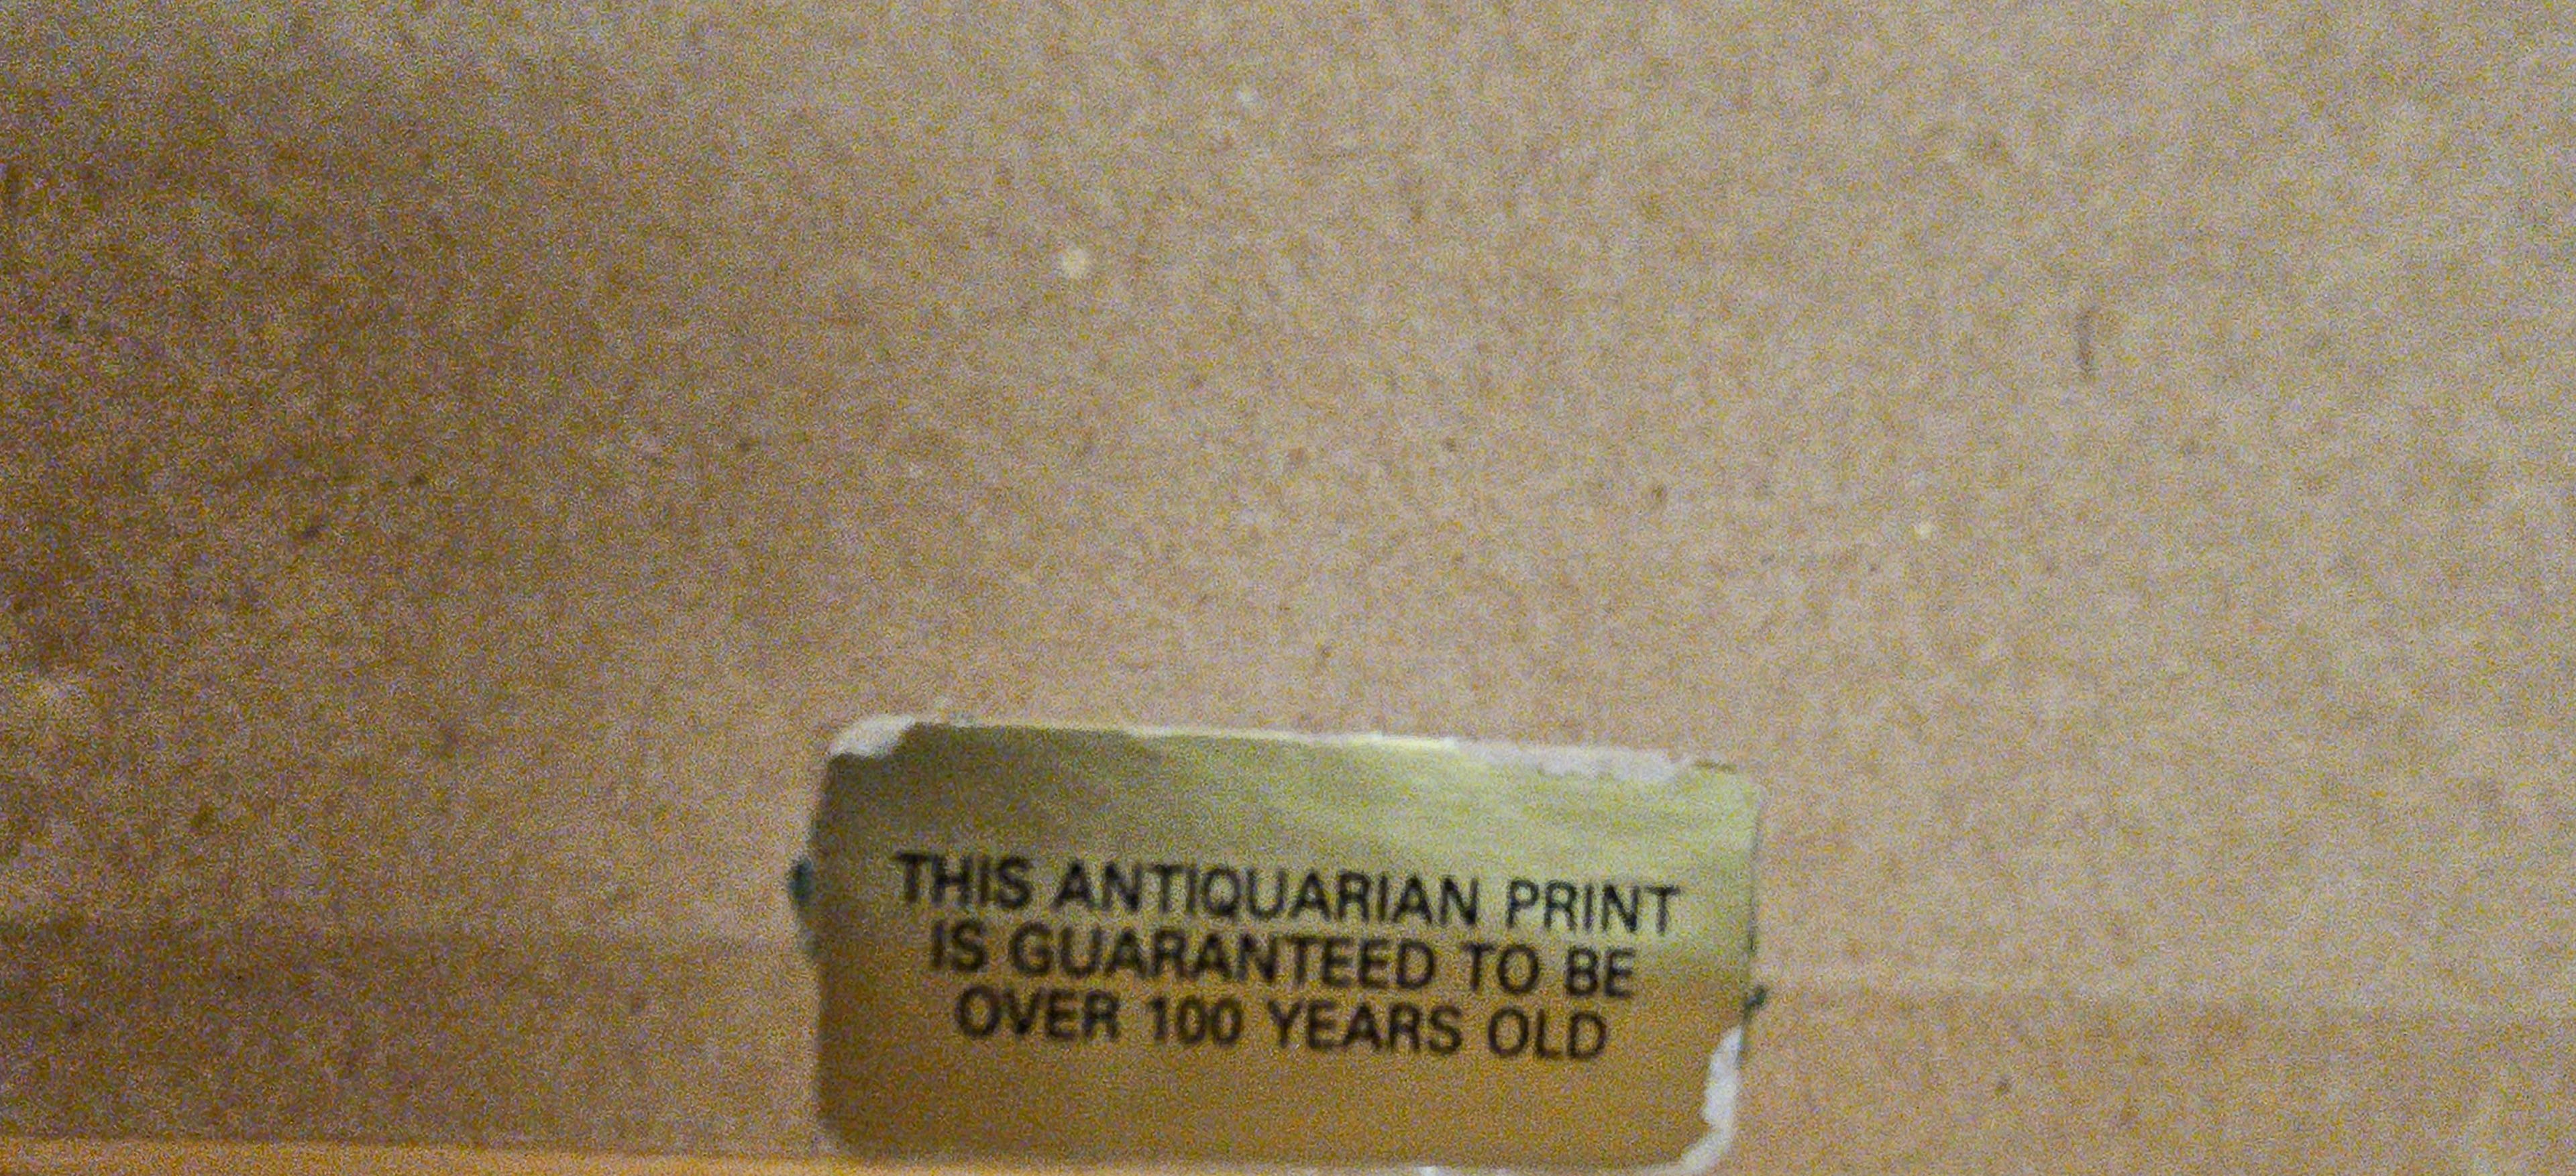 THIS ANTIQUARIAN PRINT
IS GUARANTEED TO BE
OVER 100 YEARS OLD